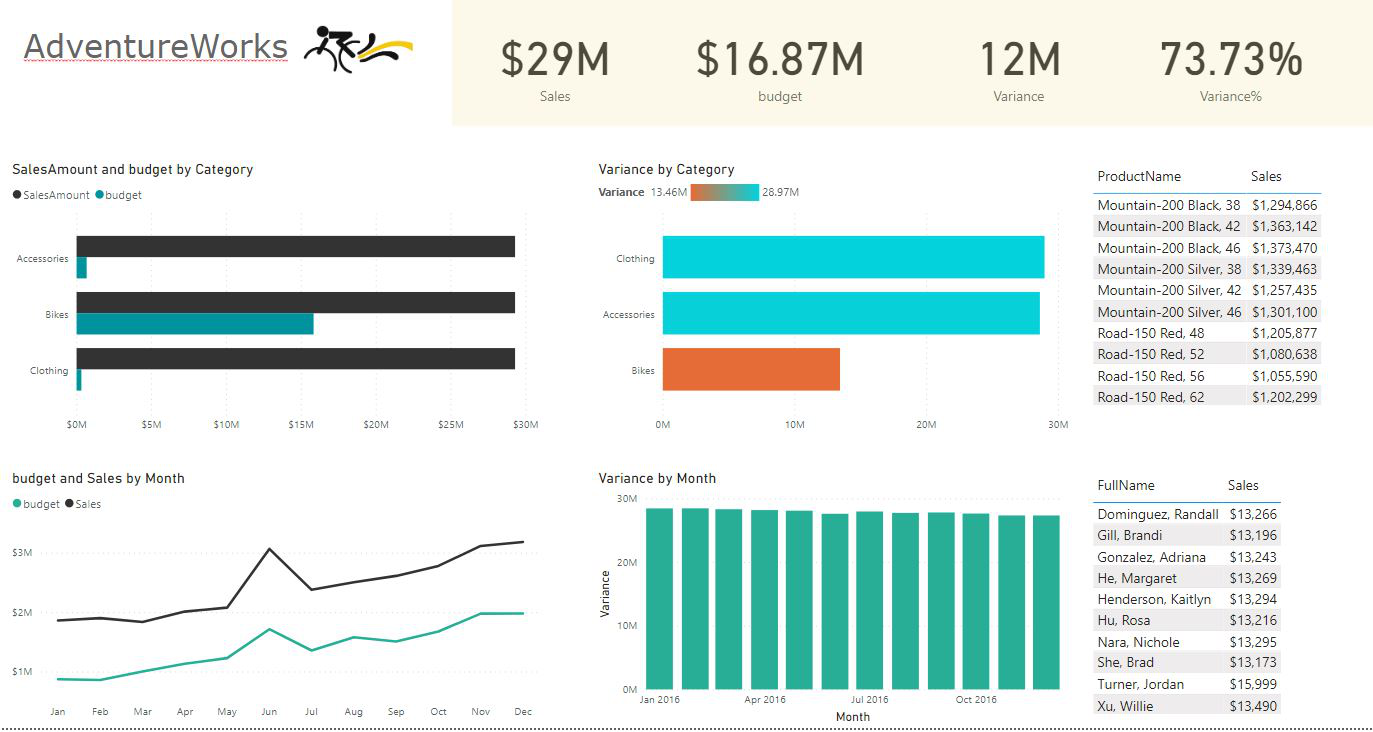 AdventureWorks
$29M
Sales
$16.87M
budget
12M
Variance
73.73%
Variance%
SalesAmount and budget by Category
SalesAmount budget
Accessories
Bikes
Clothing
$0M $5M $10M $15M $20M $25M $30M
Variance by Category
Variance 13.46M 28.97M
Clothing
Accessories
Bikes
0M 10M 20M 30M
ProductName Sales
Mountain-200 Black, 38 $1,294,866
Mountain-200 Black, 42 $1,363,142
Mountain-200 Black, 46 $1,373,470
Mountain-200 Silver, 38 $1,339,463
Mountain-200 Silver, 42 $1,257,435
Mountain-200 Silver, 46 $1,301,100
Road-150 Red, 48 $1,205,877
Road-150 Red, 52 $1,080,638
Road-150 Red, 56 $1,055,590
Road-150 Red, 62 $1,202,299
budget and Sales by Month
budget Sales
$3M
$2M
$1M
Jan Feb Mar Apr May Jun Jul Aug Sep Oct Nov Dec
Variance by Month
Variance
30M
20M
10M
0M
Jan 2016 Apr 2016 Jul 2016 Oct 2016
Month
FullName Sales
Dominguez, Randall $13,266
Gill, Brandi $13,196
Gonzalez, Adriana $13,243
He, Margaret $13,269
Henderson, Kaitlyn $13,294
Hu, Rosa $13,216
Nara, Nichole $13,295
She, Brad $13,173
Turner, Jordan $15,999
Xu, Willie $13,490